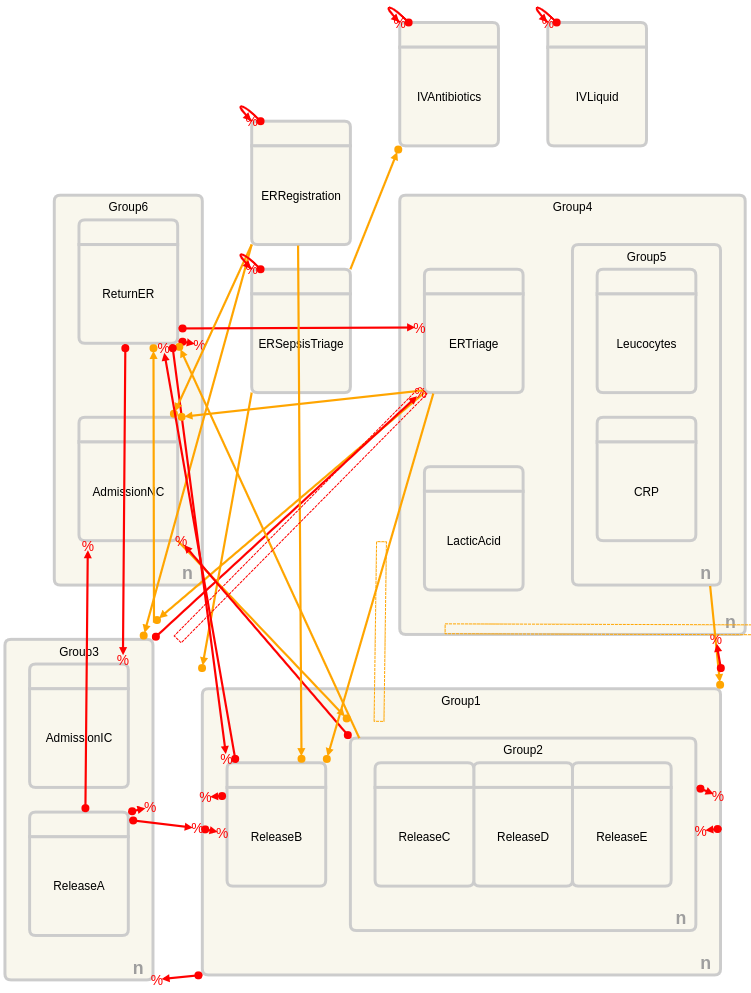 %
%
IVAntibiotics
IVLiquid
%
ERRegistration
Group6
Group4
Group5
%
ReturnER
%
%
%
ERSepsisTriage
ERTriage
Leucocytes
%
AdmissionNC
CRP
%
%
LacticAcid
n
n
n
%
Group3
%
Group1
AdmissionIC
Group2
%
%
%
%
%
%
%
ReleaseB
ReleaseC
ReleaseD
ReleaseE
ReleaseA
n
n
n
%